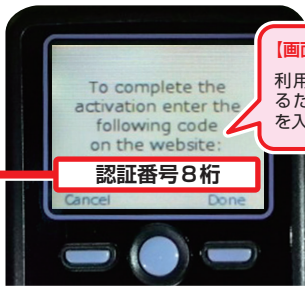 To complete the
activation enter the
following code
on the website:
認証番号8桁
Cancel
Done
【画
利用
るた
を入